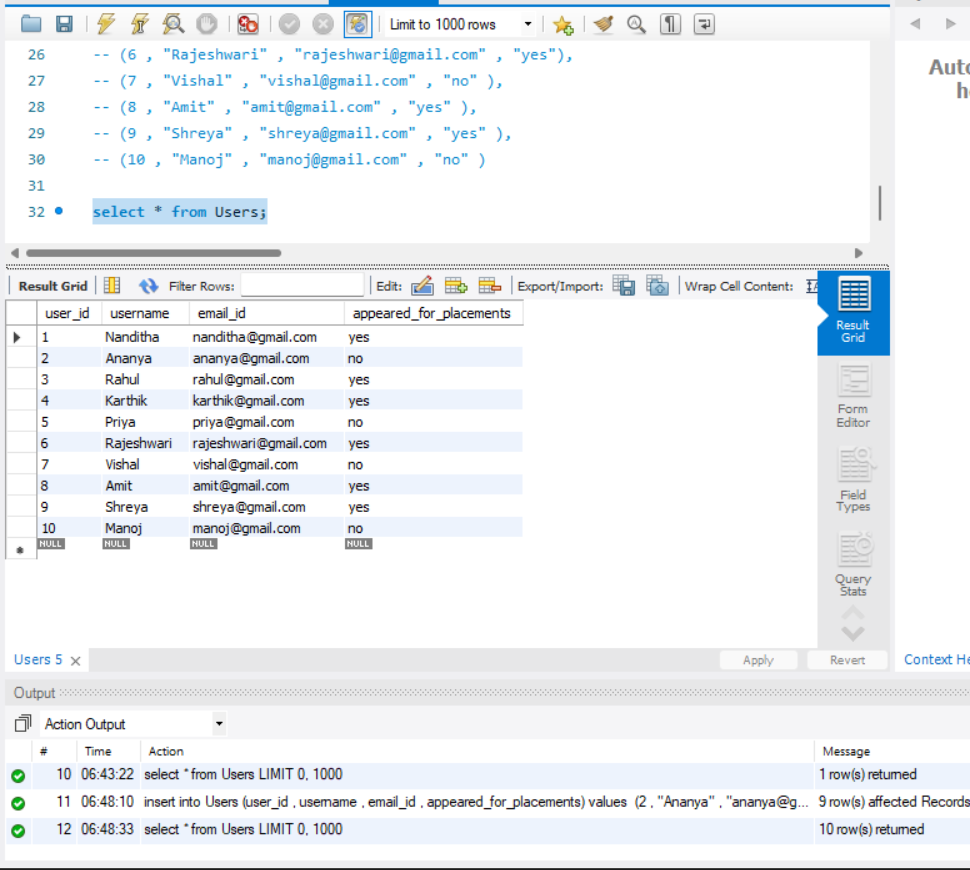 Limit to 1000 rows
26 -- (6 , "Rajeshwari" , "rajeshwari@gmail.com" , "yes"),
27 -- (7 , "Vishal" , "vishal@gmail.com" , "no" ),
28 -- (8 , "Amit" , "amit@gmail.com" , "yes" ),
29 -- (9 , "Shreya" , "shreya@gmail.com" , "yes" ),
30 -- (10 , "Manoj" , "manoj@gmail.com" , "no" )
31
32 select * from Users;
Result Grid Filter Rows: Edit: Export/Import: Wrap Cell Content:
user_id username email_id appeared_for_placements
1 Nanditha nanditha@gmail.com yes
2 Ananya ananya@gmail.com no
3 Rahul rahul@gmail.com yes
4 Karthik karthik@gmail.com yes
5 Priya priya@gmail.com no
6 Rajeshwari rajeshwari@gmail.com yes
7 Vishal vishal@gmail.com no
8 Amit amit@gmail.com yes
9 Shreya shreya@gmail.com yes
10 Manoj manoj@gmail.com no
NULL NULL NULL NULL
Result
Grid
Form
Editor
Field
Types
Query
Stats
Users 5 Apply Revert
Context He
Output
Action Output
# Time Action Message
10 06:43:22 select * from Users LIMIT 0, 1000 1 row(s) returned
11 06:48:10 insert into Users (user_id , username , email_id , appeared_for_placements) values (2 , "Ananya" , "ananya@g... 9 row(s) affected Records
12 06:48:33 select * from Users LIMIT 0, 1000 10 row(s) returned